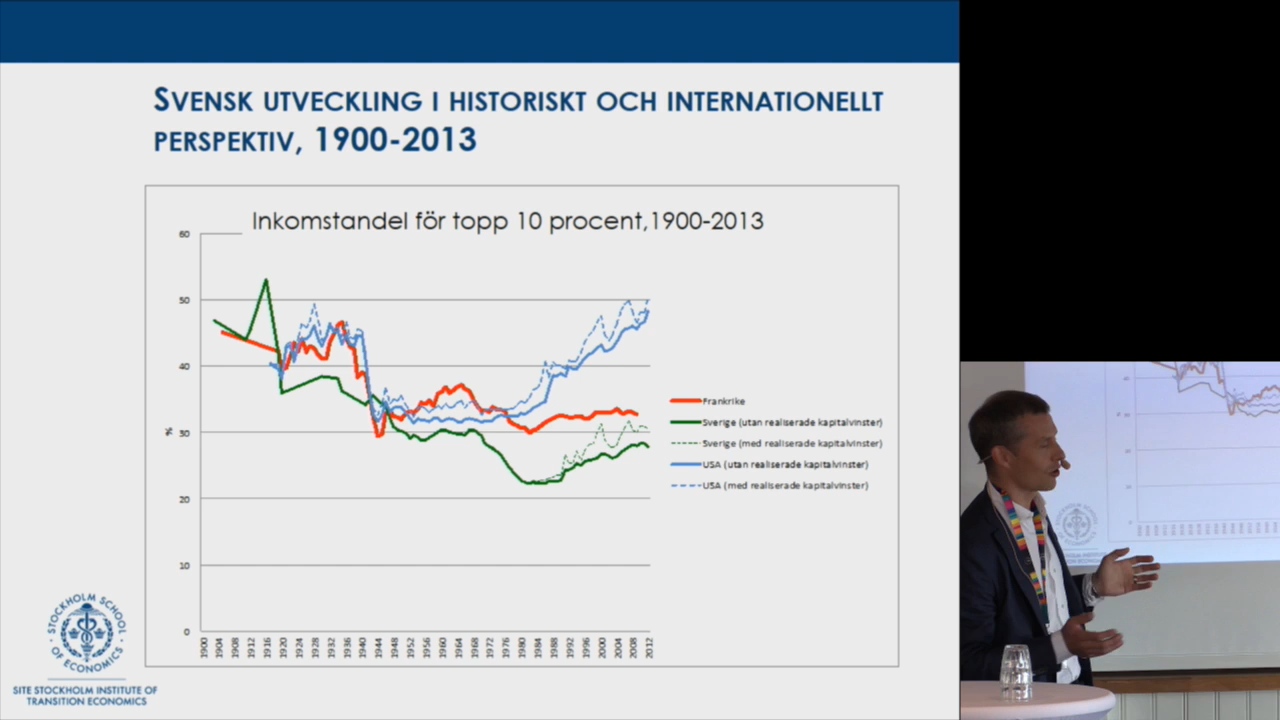 SVENSK UTVECKLING I HISTORISKT OCH INTERNATIONELLT
PERSPEKTIV, 1900-2013
Inkomstandel för topp 10 procent,1900-2013
60
50
40
30
20
10
0
%
1900 1904 1908 1912 1916 1920 1924 1928 1932 1936 1940 1944 1948 1952 1956 1960 1964 1968 1972 1976 1980 1984 1988 1992 1996 2000 2004 2008 2012
Frankrike
Sverige (utan realiserade kapitalvinster)
Sverige (med realiserade kapitalvinster)
USA (utan realiserade kapitalvinster)
USA (med realiserade kapitalvinster)
STOCKHOLM SCHOOL
OF ECONOMICS
SITE STOCKHOLM INSTITUTE OF
TRANSITION ECONOMICS